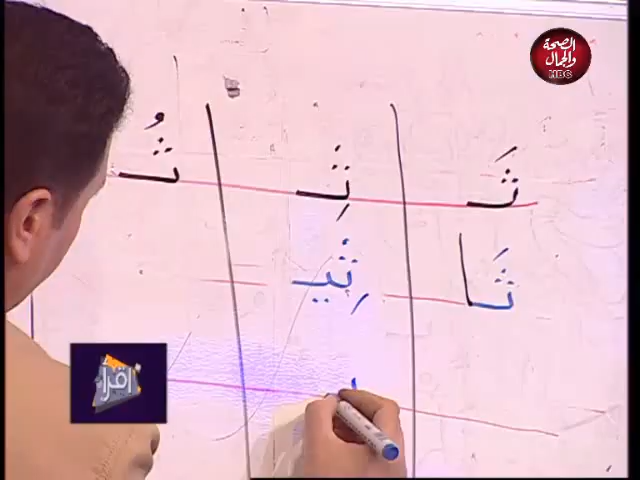 الصحة
والجمال
HBC
ثَ ثِ ثُ
ثَا ثِيـ
اقرأ